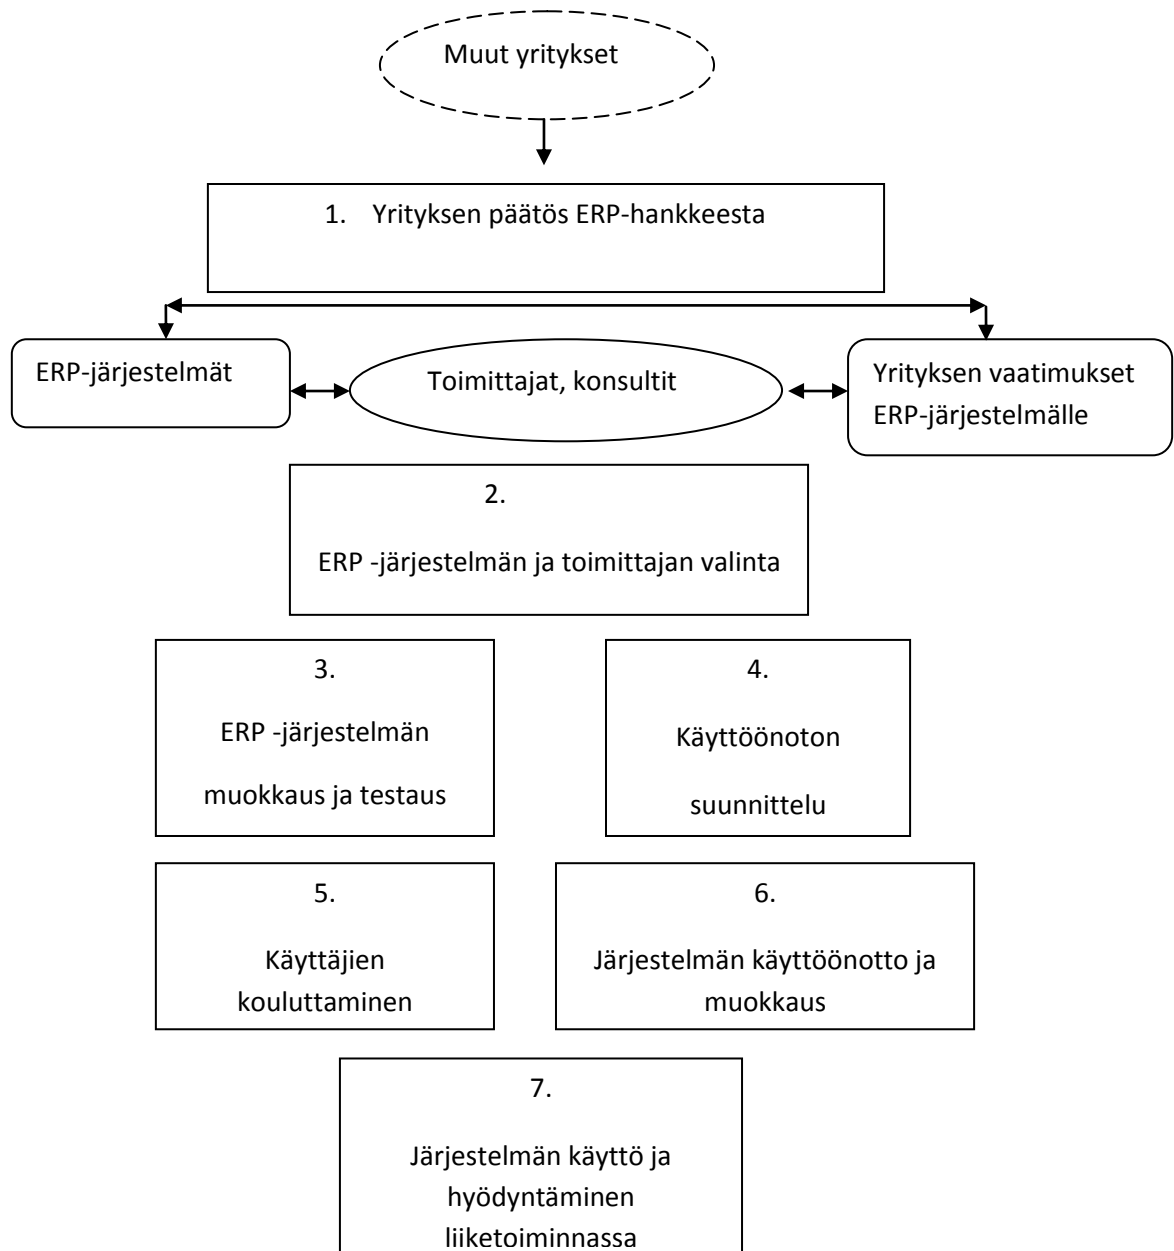 Muut yritykset
1. Yrityksen päätös ERP-hankkeesta
ERP-järjestelmät
Toimittajat, konsultit
Yrityksen vaatimukset
ERP-järjestelmälle
2.
ERP -järjestelmän ja toimittajan valinta
3.
ERP -järjestelmän
muokkaus ja testaus
4.
Käyttöönoton
suunnittelu
5.
Käyttäjien
kouluttaminen
6.
Järjestelmän käyttöönotto ja
muokkaus
7.
Järjestelmän käyttö ja
hyödyntäminen
liiketoiminnassa